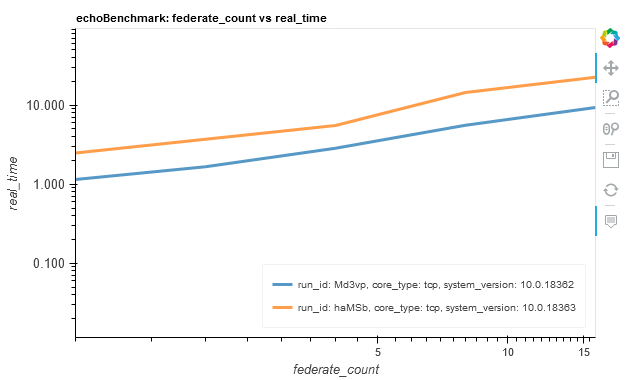 echoBenchmark: federate_count vs real_time
10.000
1.000
0.100
real_time
run_id: Md3vp, core_type: tcp, system_version: 10.0.18362
run_id: haMSb, core_type: tcp, system_version: 10.0.18363
5
10
15
federate_count